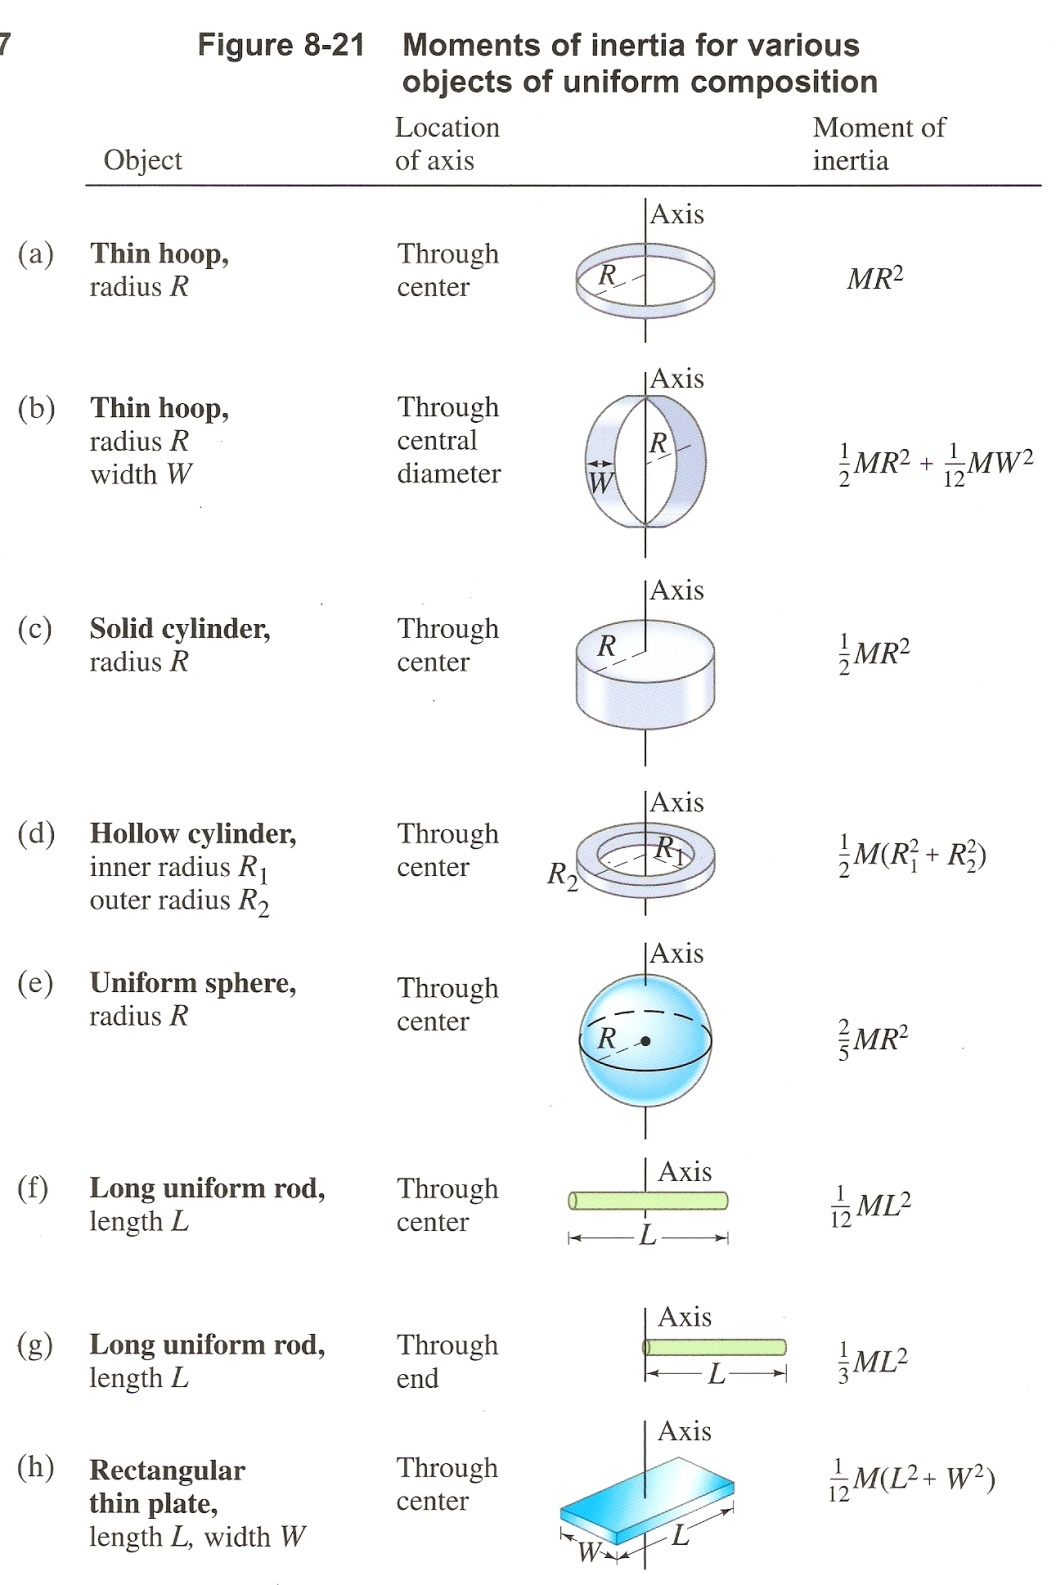 7
Figure 8-21 Moments of inertia for various
objects of uniform composition
Object
Location
of axis
Moment of
inertia
(a) Thin hoop,
radius R
Through
center
Axis
R
MR²
(b) Thin hoop,
radius R
width W
Through
central
diameter
Axis
R
W
½MR² + 1/12 MW²
(c) Solid cylinder,
radius R
Through
center
Axis
R
½MR²
(d) Hollow cylinder,
inner radius R₁
outer radius R₂
Through
center
Axis
R₁
R₂
½M(R₁² + R₂²)
(e) Uniform sphere,
radius R
Through
center
Axis
R
⅖MR²
(f) Long uniform rod,
length L
Through
center
Axis
L
1/12 ML²
(g) Long uniform rod,
length L
Through
end
Axis
L
⅓ML²
(h) Rectangular
thin plate,
length L, width W
Through
center
Axis
W
L
1/12 M(L² + W²)